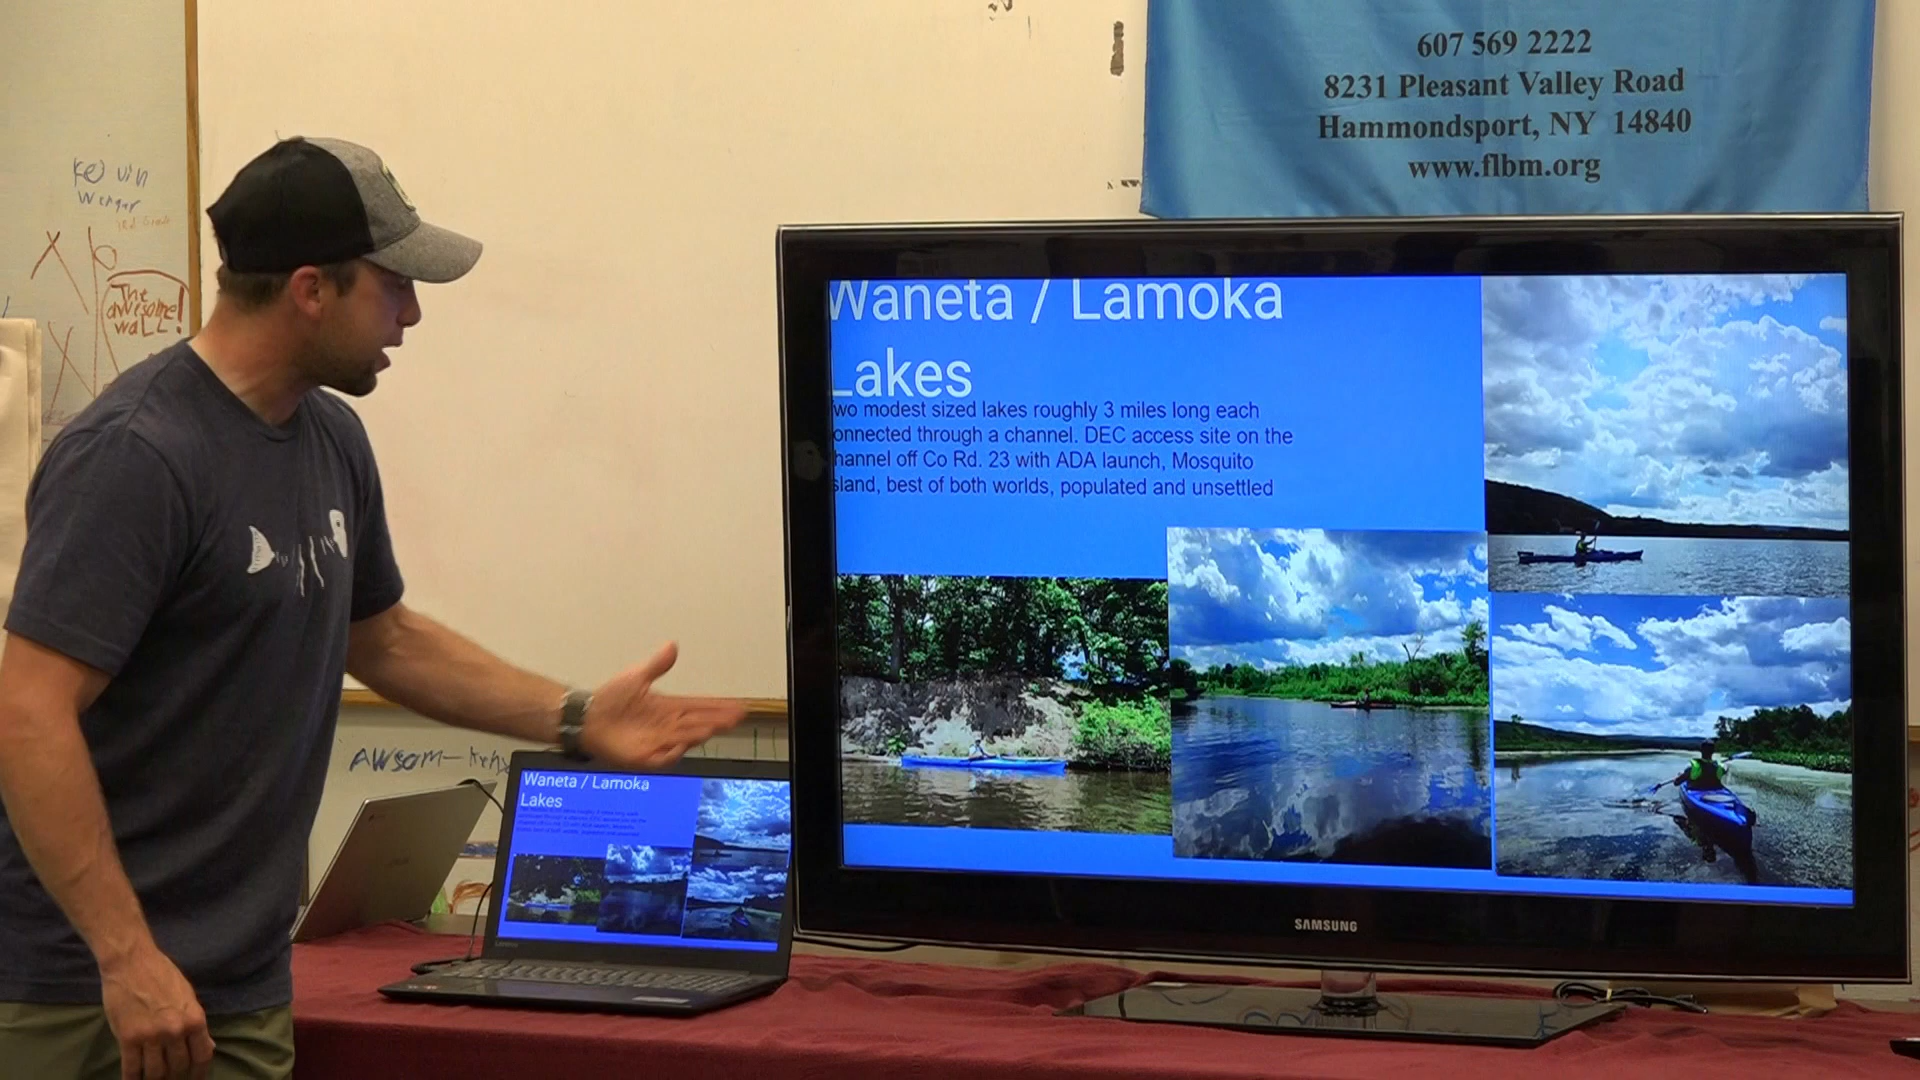 607 569 2222
8231 Pleasant Valley Road
Hammondsport, NY 14840
www.flbm.org
Waneta / Lamoka
Lakes
wo modest sized lakes roughly 3 miles long each
onnected through a channel. DEC access site on the
hannel off Co Rd. 23 with ADA launch, Mosquito
sland, best of both worlds, populated and unsettled
SAMSUNG
Waneta / Lamoka
Lakes
The
awesome!
waLL
AWsom